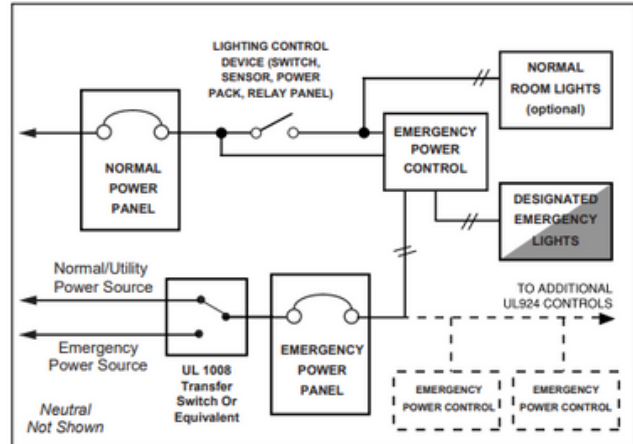 LIGHTING CONTROL
DEVICE (SWITCH,
SENSOR, POWER
PACK, RELAY PANEL)
NORMAL
ROOM LIGHTS
(optional)
EMERGENCY
POWER
CONTROL
NORMAL
POWER
PANEL
DESIGNATED
EMERGENCY
LIGHTS
Normal/Utility
Power Source
TO ADDITIONAL
UL924 CONTROLS
Emergency
Power Source
UL 1008
Transfer
Switch Or
Equivalent
EMERGENCY
POWER
PANEL
EMERGENCY
POWER CONTROL
EMERGENCY
POWER CONTROL
Neutral
Not Shown